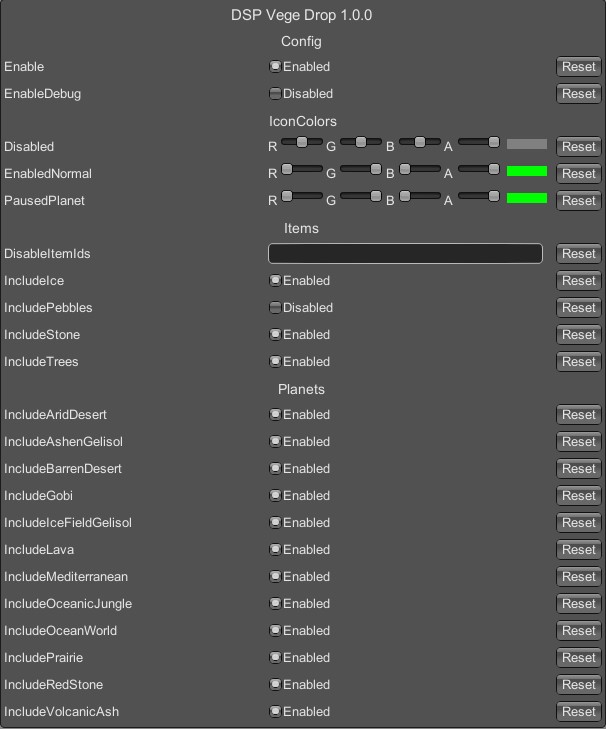 DSP Vege Drop 1.0.0
Config
Enable Enabled Reset
EnableDebug Disabled Reset
IconColors
Disabled R G B A Reset
EnabledNormal R G B A Reset
PausedPlanet R G B A Reset
Items
DisableItemIds Reset
IncludeIce Enabled Reset
IncludePebbles Disabled Reset
IncludeStone Enabled Reset
IncludeTrees Enabled Reset
Planets
IncludeAridDesert Enabled Reset
IncludeAshenGelisol Enabled Reset
IncludeBarrenDesert Enabled Reset
IncludeGobi Enabled Reset
IncludeIceFieldGelisol Enabled Reset
IncludeLava Enabled Reset
IncludeMediterranean Enabled Reset
IncludeOceanicJungle Enabled Reset
IncludeOceanWorld Enabled Reset
IncludePrairie Enabled Reset
IncludeRedStone Enabled Reset
IncludeVolcanicAsh Enabled Reset